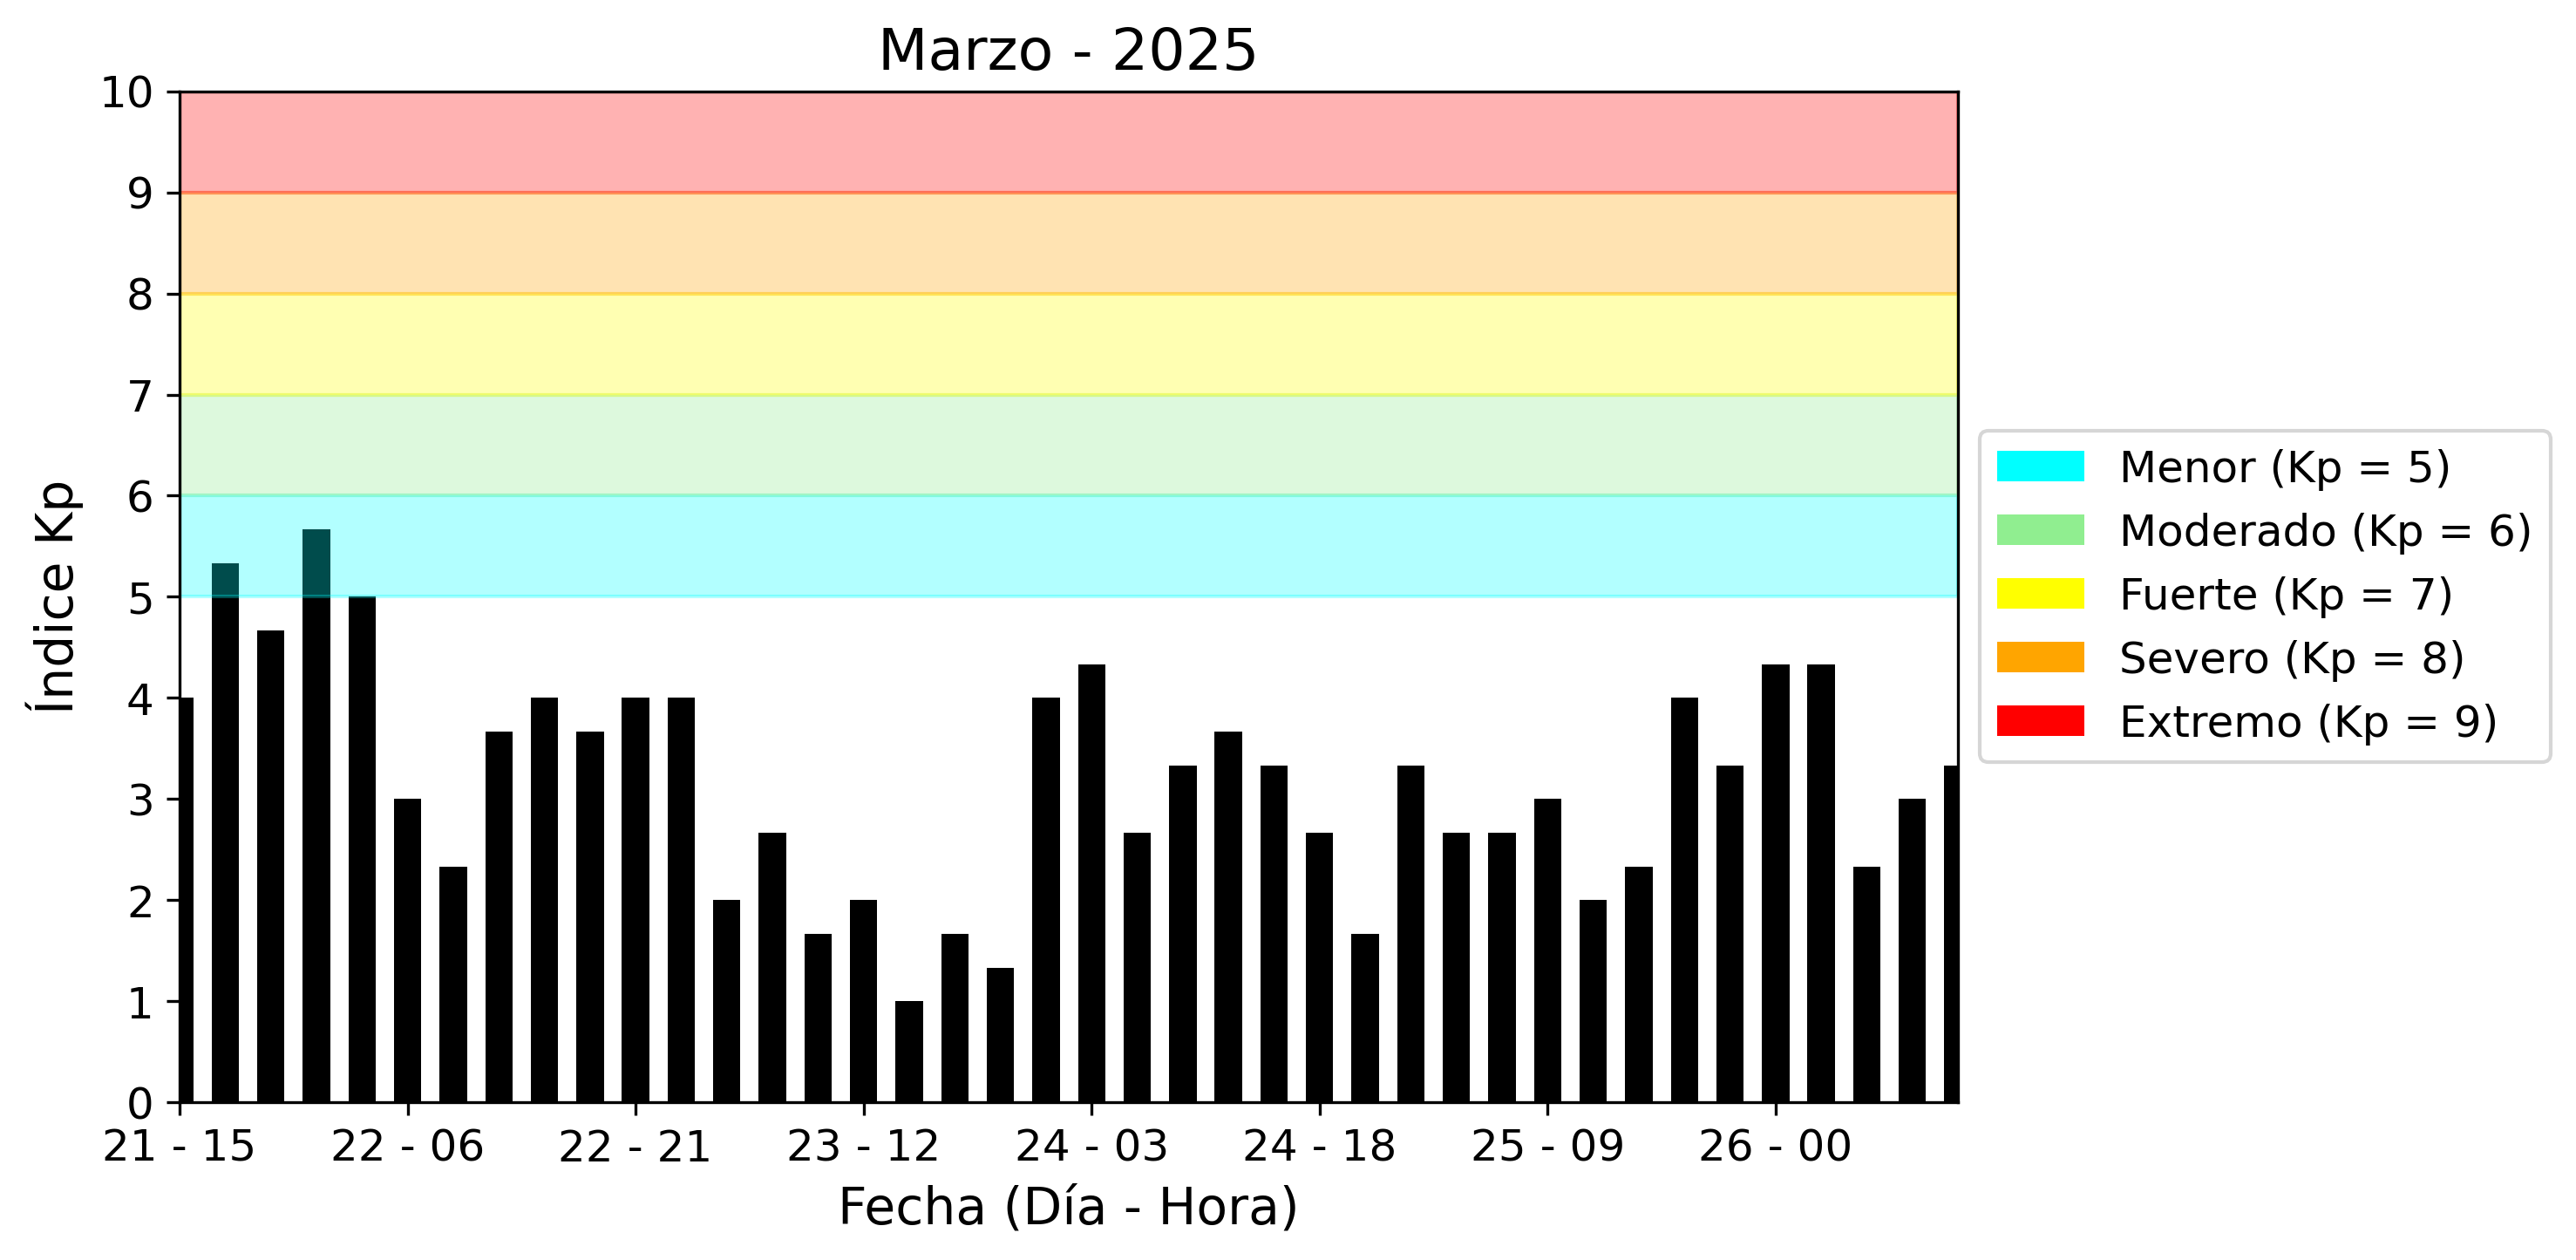 Marzo - 2025
Índice Kp
10
9
8
7
6
5
4
3
2
1
0
21 - 15
22 - 06
22 - 21
23 - 12
24 - 03
24 - 18
25 - 09
26 - 00
Fecha (Día - Hora)
Menor (Kp = 5)
Moderado (Kp = 6)
Fuerte (Kp = 7)
Severo (Kp = 8)
Extremo (Kp = 9)